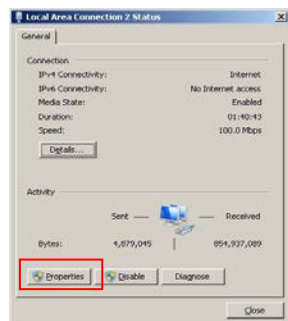 Local Area Connection 2 Status
General
Connection
IPv4 Connectivity: Internet
IPv6 Connectivity: No Internet access
Media State: Enabled
Duration: 01:40:43
Speed: 100.0 Mbps
Details...
Activity
Sent Received
Bytes: 4,879,045 854,937,089
Properties Disable Diagnose
Close